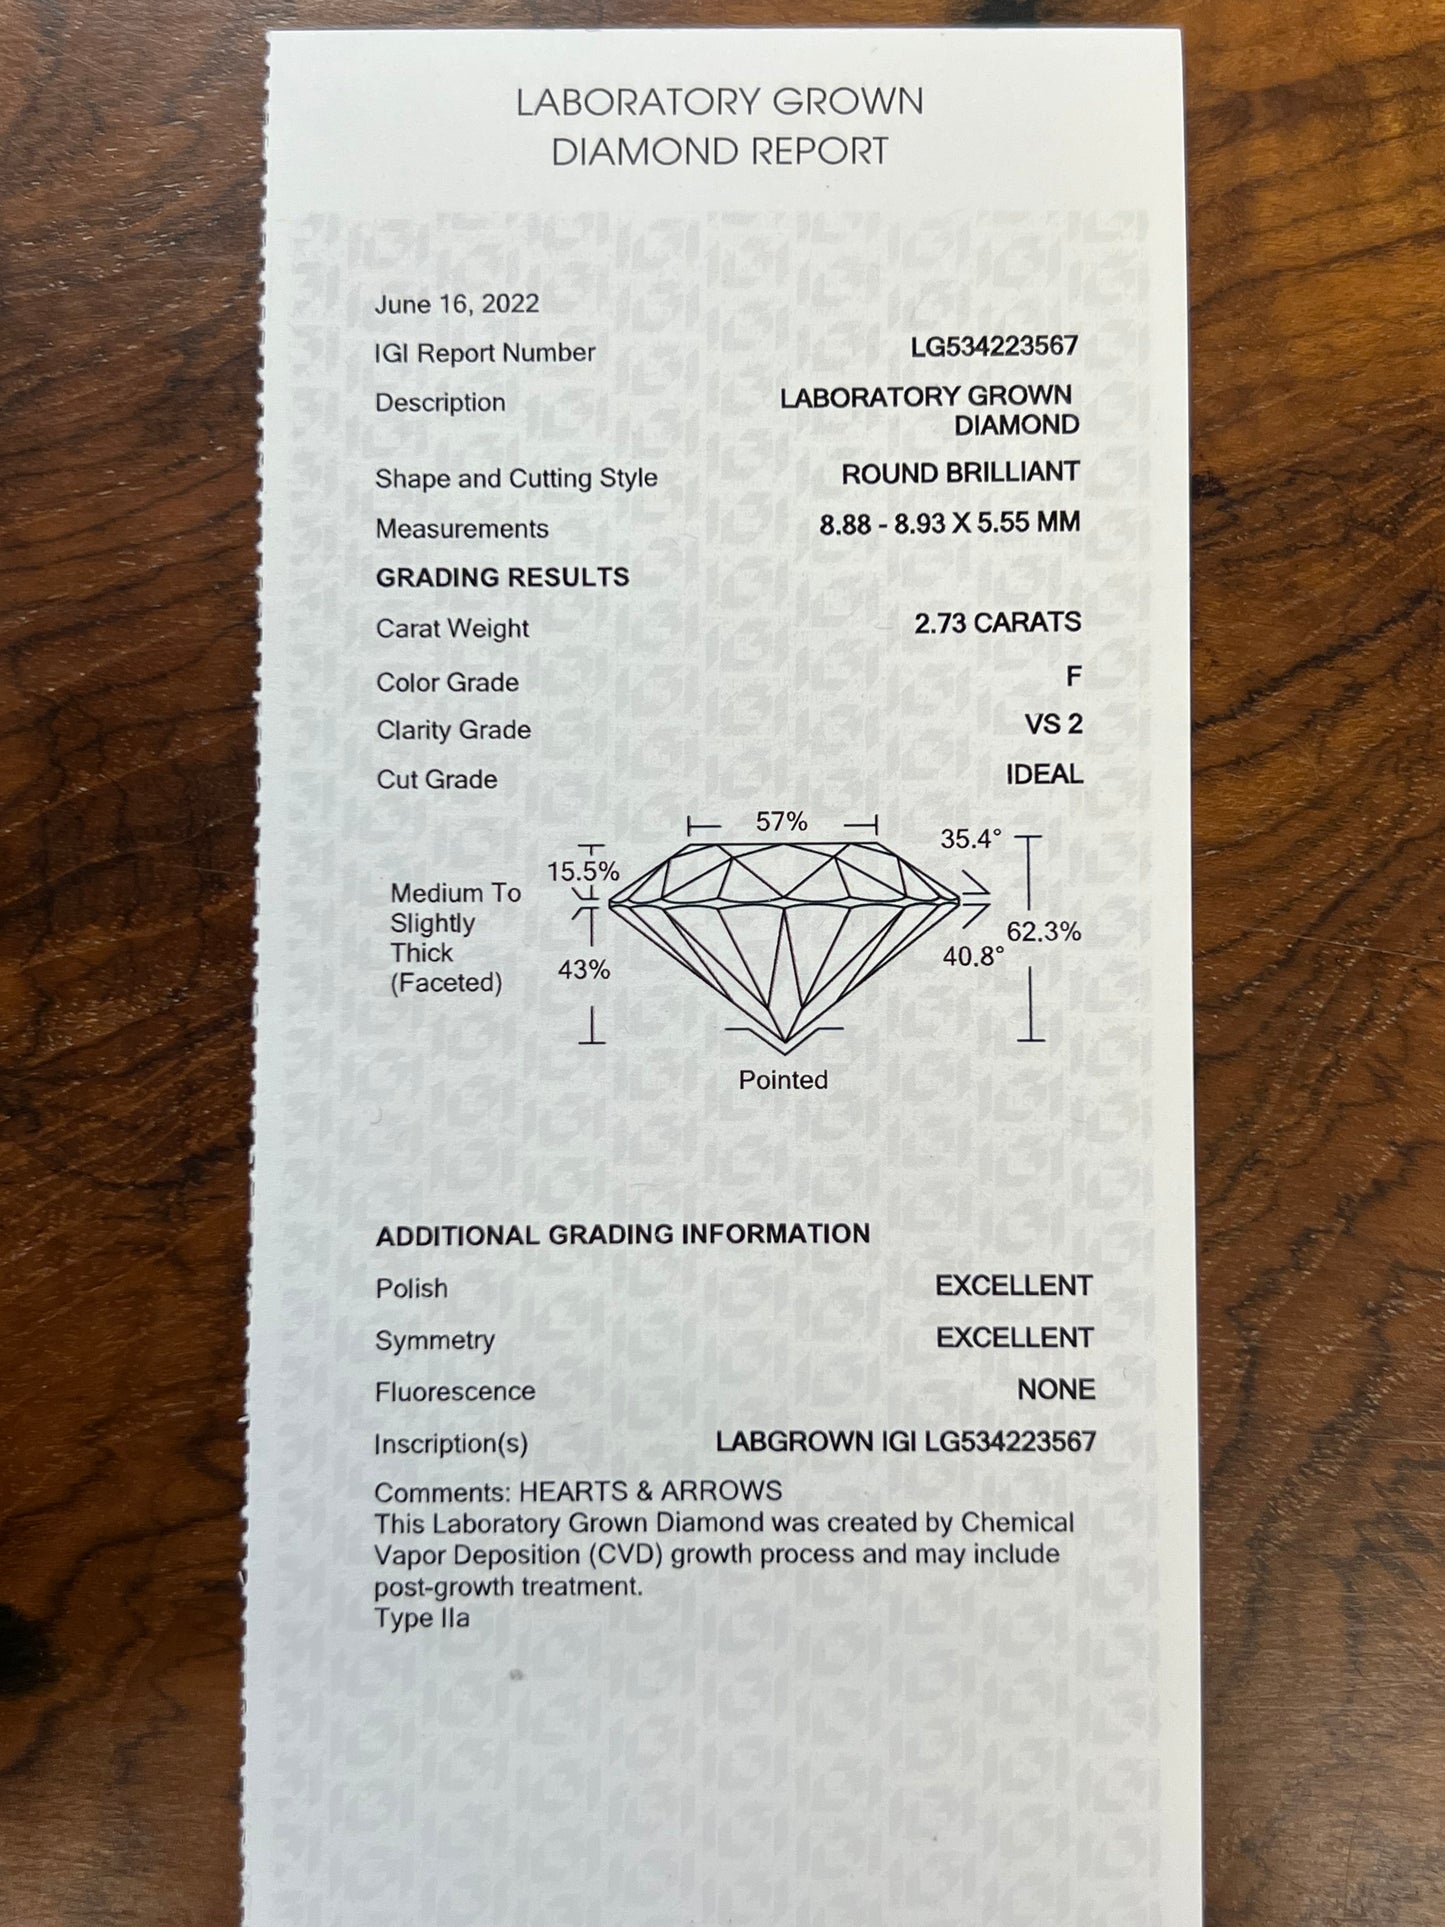 LABORATORY GROWN
DIAMOND REPORT
June 16, 2022
IGI Report Number LG534223567
Description LABORATORY GROWN
DIAMOND
Shape and Cutting Style ROUND BRILLIANT
Measurements 8.88 - 8.93 X 5.55 MM
GRADING RESULTS
Carat Weight 2.73 CARATS
Color Grade F
Clarity Grade VS 2
Cut Grade IDEAL
57%
35.4°
15.5%
Medium To
Slightly
Thick
(Faceted)
62.3%
40.8°
43%
Pointed
ADDITIONAL GRADING INFORMATION
Polish EXCELLENT
Symmetry EXCELLENT
Fluorescence NONE
Inscription(s) LABGROWN IGI LG534223567
Comments: HEARTS & ARROWS
This Laboratory Grown Diamond was created by Chemical
Vapor Deposition (CVD) growth process and may include
post-growth treatment.
Type IIa